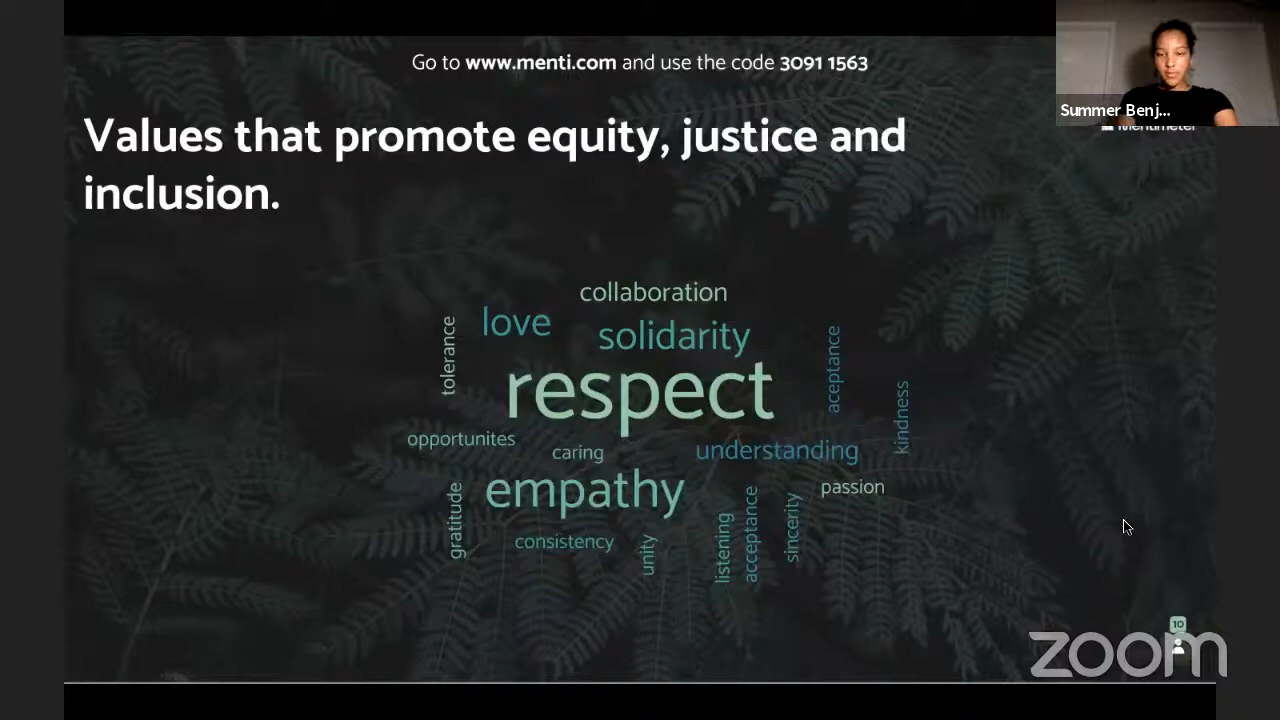 Go to www.menti.com and use the code 3091 1563
Summer Benj...
Mentimeter
Values that promote equity, justice and
inclusion.
collaboration
love
solidarity
tolerance
aceptance
respect
kindness
opportunites
caring
understanding
empathy
passion
gratitude
consistency
unity
listening
acceptance
sincerity
10
zoom